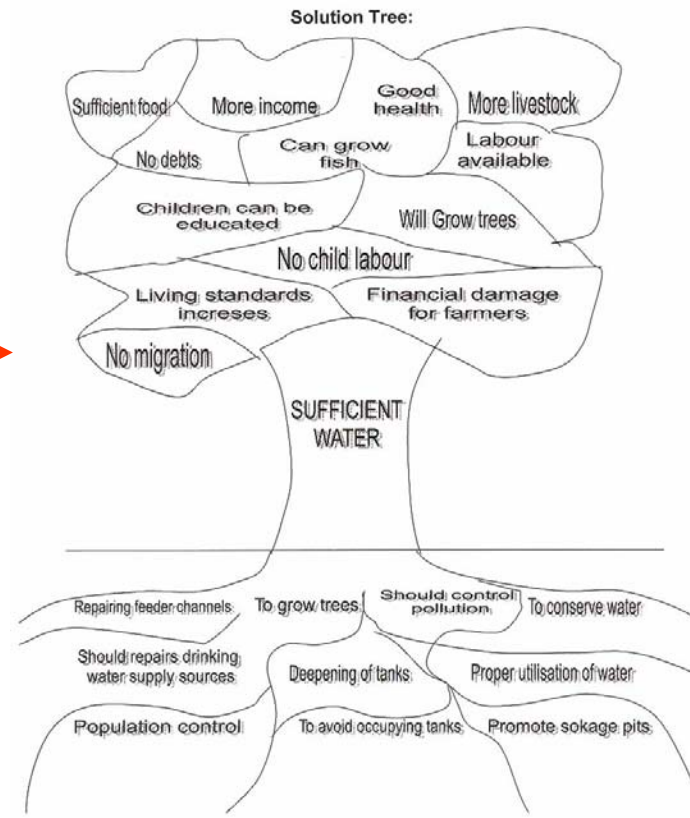 Solution Tree:
Sufficient food
More income
Good
health
More livestock
No debts
Can grow
fish
Labour
available
Children can be
educated
Will Grow trees
No child labour
Living standards
increses
Financial damage
for farmers
No migration
SUFFICIENT
WATER
Repairing feeder channels
To grow trees
Should control
pollution
To conserve water
Should repairs drinking
water supply sources
Deepening of tanks
Proper utilisation of water
Population control
To avoid occupying tanks
Promote sokage pits